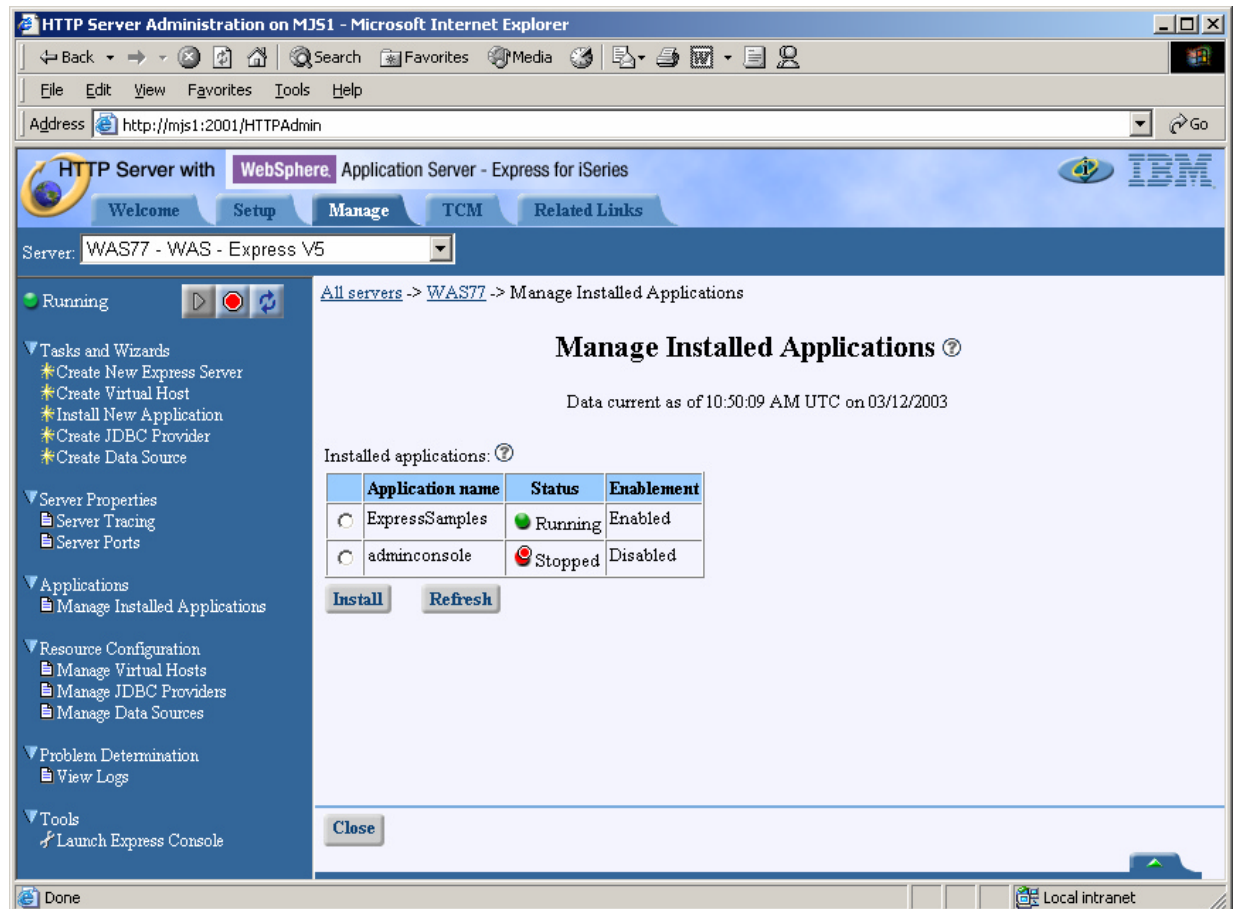 HTTP Server Administration on MJS1 - Microsoft Internet Explorer
Back Search Favorites Media
File Edit View Favorites Tools Help
Address http://mjs1:2001/HTTPAdmin Go
HTTP Server with WebSphere. Application Server - Express for iSeries IBM
Welcome Setup Manage TCM Related Links
Server: WAS77 - WAS - Express V5
Running
Tasks and Wizards
Create New Express Server
Create Virtual Host
Install New Application
Create JDBC Provider
Create Data Source
Server Properties
Server Tracing
Server Ports
Applications
Manage Installed Applications
Resource Configuration
Manage Virtual Hosts
Manage JDBC Providers
Manage Data Sources
Problem Determination
View Logs
Tools
Launch Express Console
All servers -> WAS77 -> Manage Installed Applications
Manage Installed Applications ?
Data current as of 10:50:09 AM UTC on 03/12/2003
Installed applications: ?
Application name Status Enablement
ExpressSamples Running Enabled
adminconsole Stopped Disabled
Install Refresh
Close
Done Local intranet